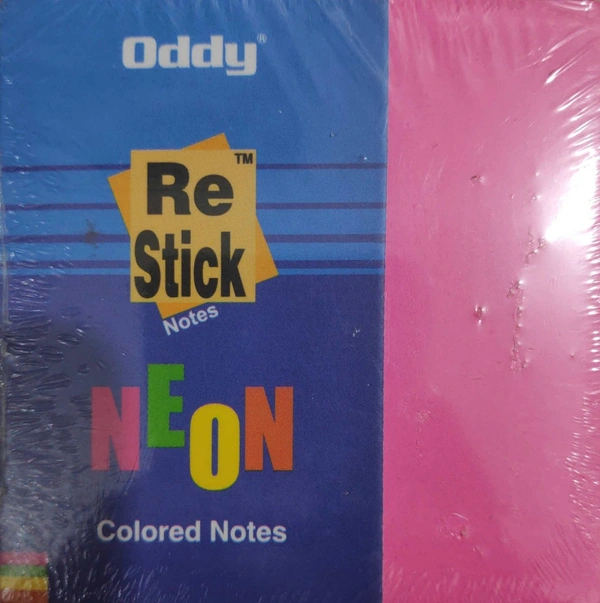 Oddy®
Re™
Stick
Notes
NEON
Colored Notes